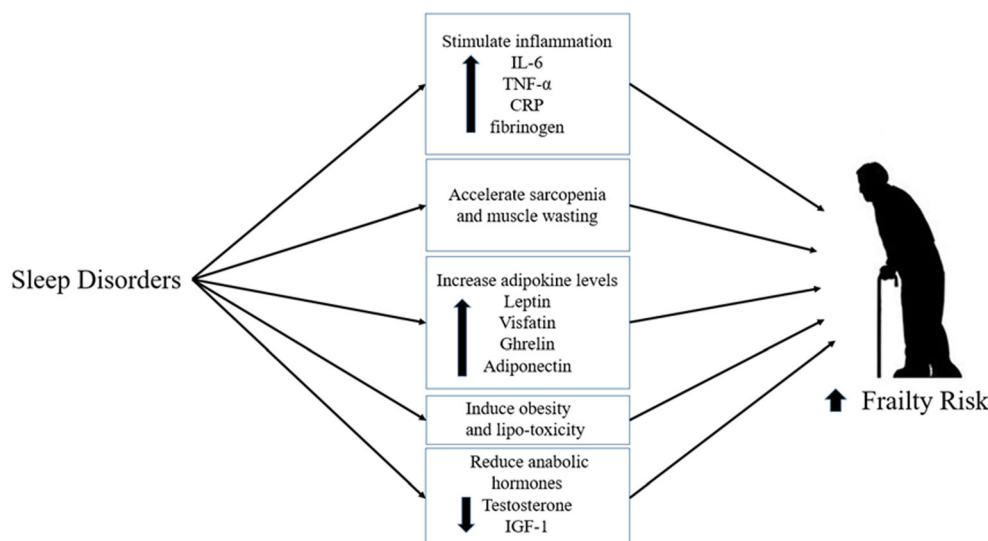 Stimulate inflammation
IL-6
TNF-α
CRP
fibrinogen
Accelerate sarcopenia
and muscle wasting
Sleep Disorders
Increase adipokine levels
Leptin
Visfatin
Ghrelin
Adiponectin
Induce obesity
and lipo-toxicity
Reduce anabolic
hormones
Testosterone
IGF-1
Frailty Risk